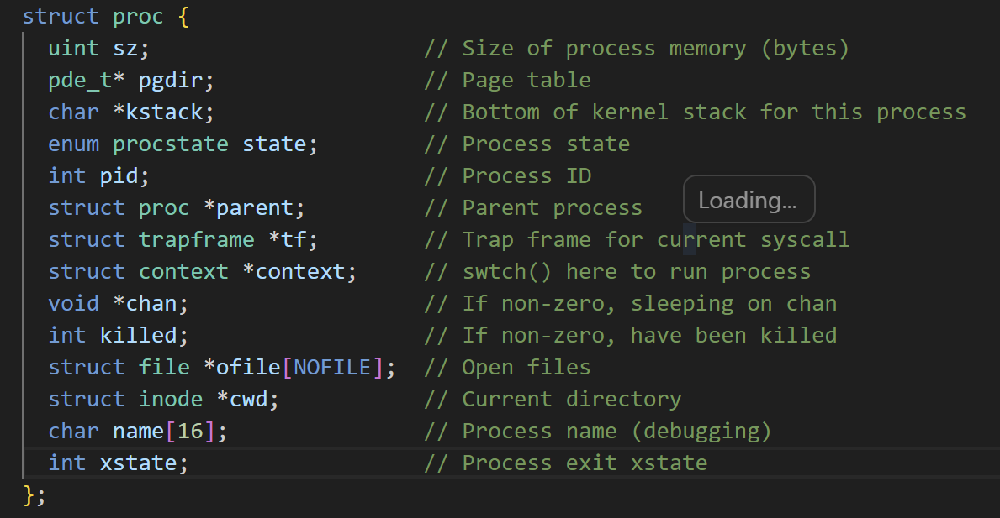 struct proc {
  uint sz;                     // Size of process memory (bytes)
  pde_t* pgdir;                // Page table
  char *kstack;                // Bottom of kernel stack for this process
  enum procstate state;        // Process state
  int pid;                     // Process ID
  struct proc *parent;         // Parent process
Loading...
  struct trapframe *tf;        // Trap frame for current syscall
  struct context *context;     // swtch() here to run process
  void *chan;                  // If non-zero, sleeping on chan
  int killed;                  // If non-zero, have been killed
  struct file *ofile[NOFILE];  // Open files
  struct inode *cwd;           // Current directory
  char name[16];               // Process name (debugging)
  int xstate;                  // Process exit xstate
};